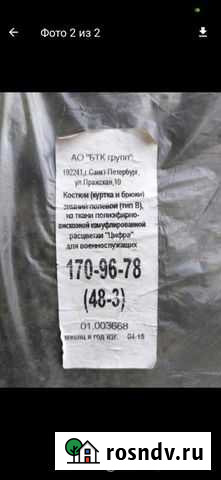 Фото 2 из 2
АО "БТК групп",
192241, г. Санкт-Петербург,
ул. Пражская, 10
Костюм (куртка и брюки)
зимний полевой (тип В),
из ткани полиэфирно-
вискозной камуфлированной
расцветки "Цифра"
для военнослужащих
170-96-78
(48-3)
01.003668
месяц и год изг. 04-15
rosndv.ru